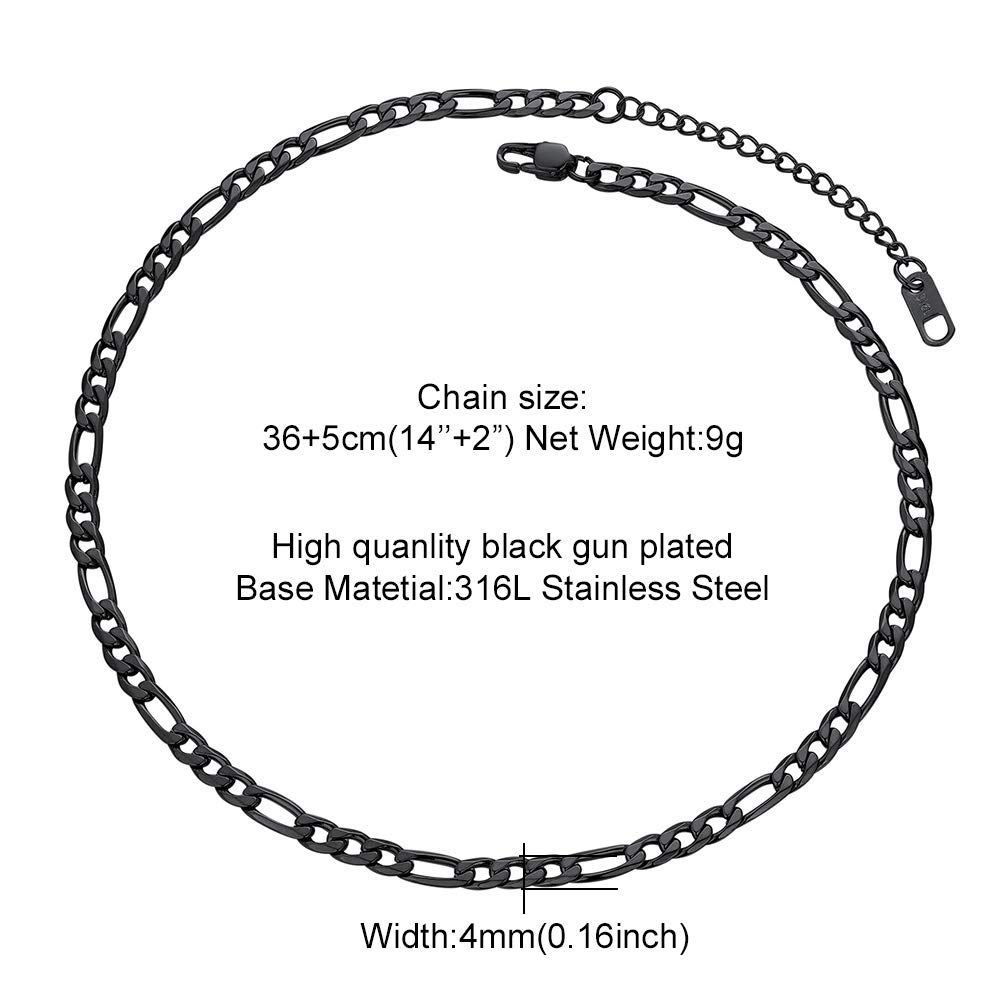 Chain size:
36+5cm(14’’+2”) Net Weight:9g
High quanlity black gun plated
Base Matetial:316L Stainless Steel
Width:4mm(0.16inch)